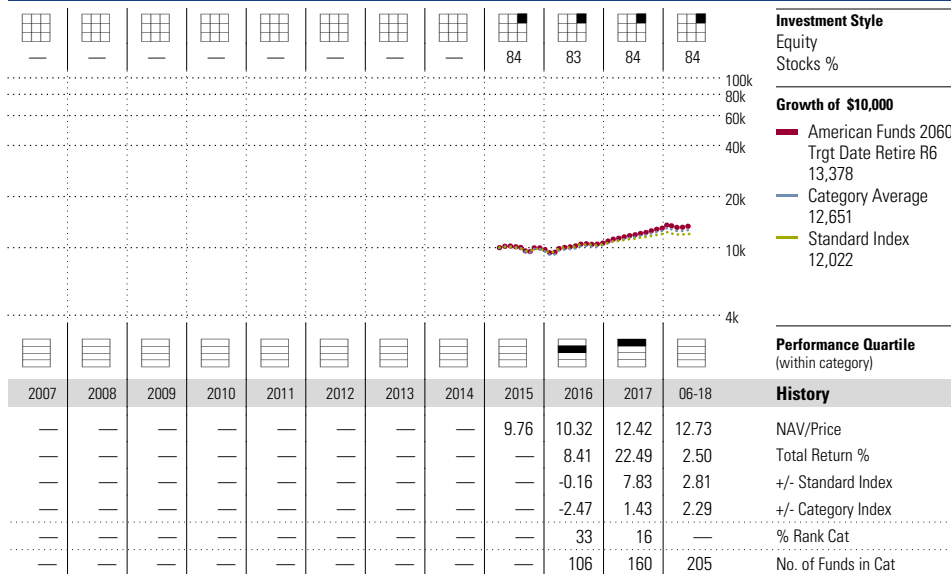 Investment Style
Equity
Stocks %
— — — — — — — — 84 83 84 84
100k
80k
60k
40k
20k
10k
4k
Growth of $10,000
American Funds 2060
Trgt Date Retire R6
13,378
Category Average
12,651
Standard Index
12,022
Performance Quartile
(within category)
2007 2008 2009 2010 2011 2012 2013 2014 2015 2016 2017 06-18 History
— — — — — — — — 9.76 10.32 12.42 12.73 NAV/Price
— — — — — — — — — 8.41 22.49 2.50 Total Return %
— — — — — — — — — -0.16 7.83 2.81 +/- Standard Index
— — — — — — — — — -2.47 1.43 2.29 +/- Category Index
— — — — — — — — — 33 16 — % Rank Cat
— — — — — — — — — 106 160 205 No. of Funds in Cat